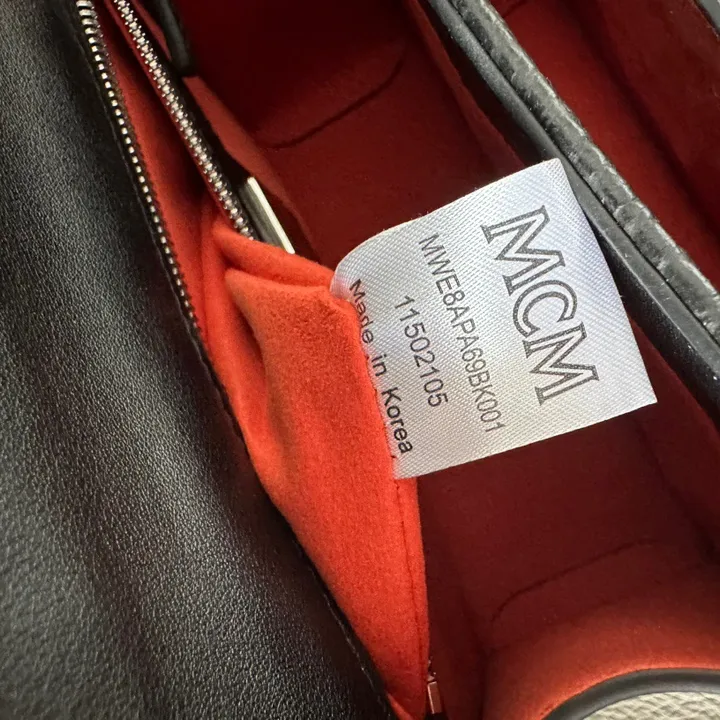 MCM
MWE8APA69BK001
11502105
Made in Korea,